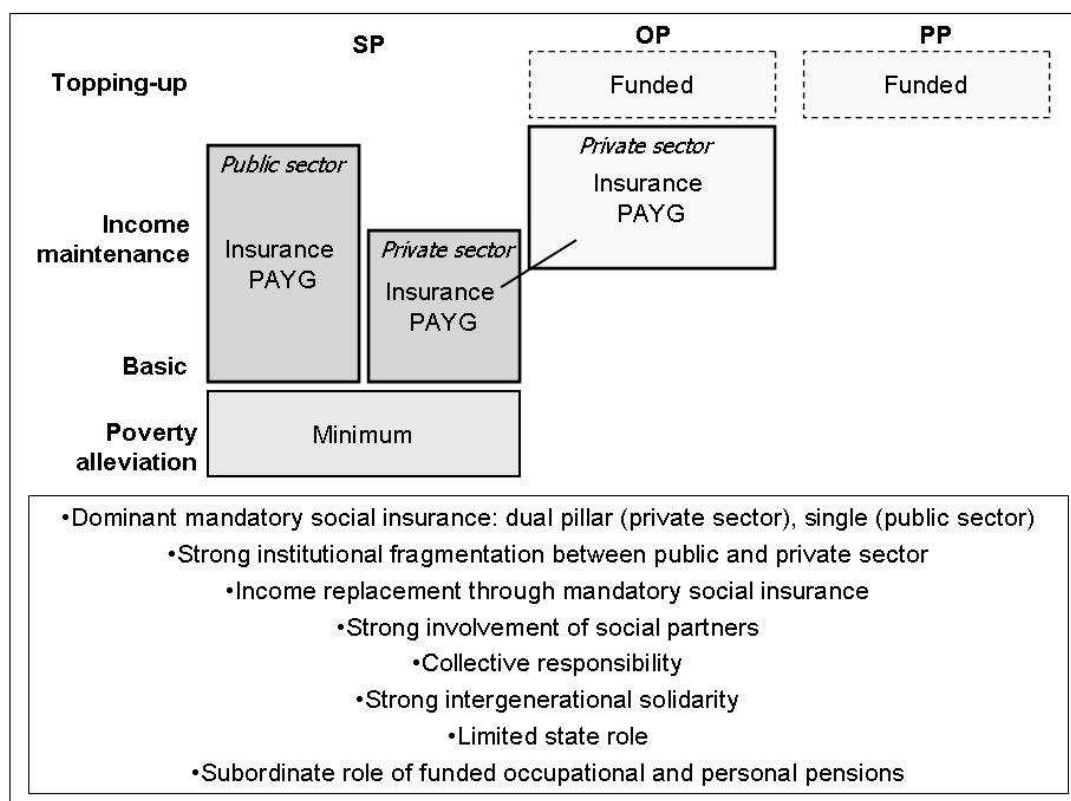 SP
OP
PP
Topping-up
Funded
Funded
Public sector
Private sector
Insurance
PAYG
Income
maintenance
Insurance
PAYG
Private sector
Insurance
PAYG
Basic
Poverty
alleviation
Minimum
•Dominant mandatory social insurance: dual pillar (private sector), single (public sector)
•Strong institutional fragmentation between public and private sector
•Income replacement through mandatory social insurance
•Strong involvement of social partners
•Collective responsibility
•Strong intergenerational solidarity
•Limited state role
•Subordinate role of funded occupational and personal pensions